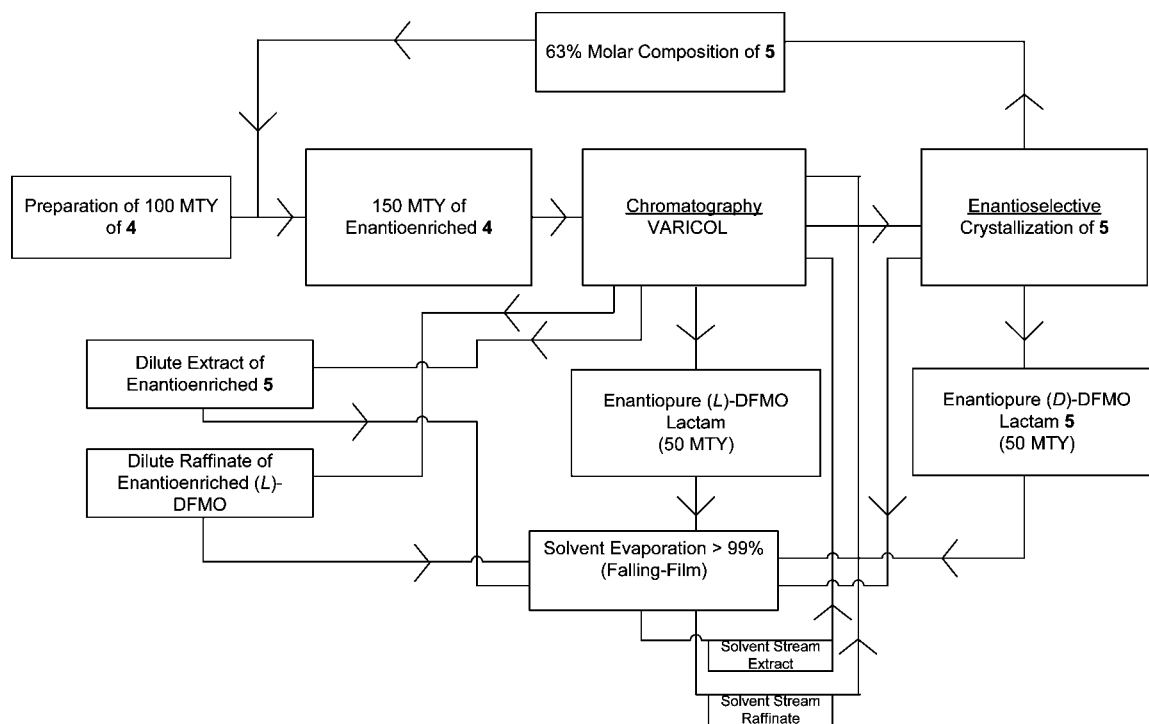 63% Molar Composition of 5
Preparation of 100 MTY
of 4
150 MTY of
Enantioenriched 4
Chromatography
VARICOL
Enantioselective
Crystallization of 5
Dilute Extract of
Enantioenriched 5
Enantiopure (L)-DFMO
Lactam
(50 MTY)
Enantiopure (D)-DFMO
Lactam 5
(50 MTY)
Dilute Raffinate of
Enantioenriched (L)-
DFMO
Solvent Evaporation > 99%
(Falling-Film)
Solvent Stream
Extract
Solvent Stream
Raffinate